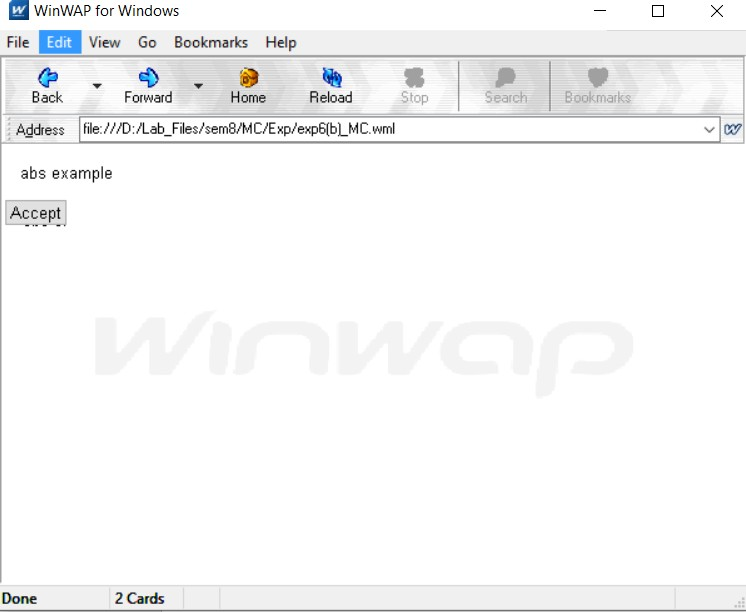 WinWAP for Windows
File Edit View Go Bookmarks Help
Back Forward Home Reload Stop Search Bookmarks
Address file:///D:/Lab_Files/sem8/MC/Exp/exp6(b)_MC.wml
abs example
Accept
Winwap
Done 2 Cards